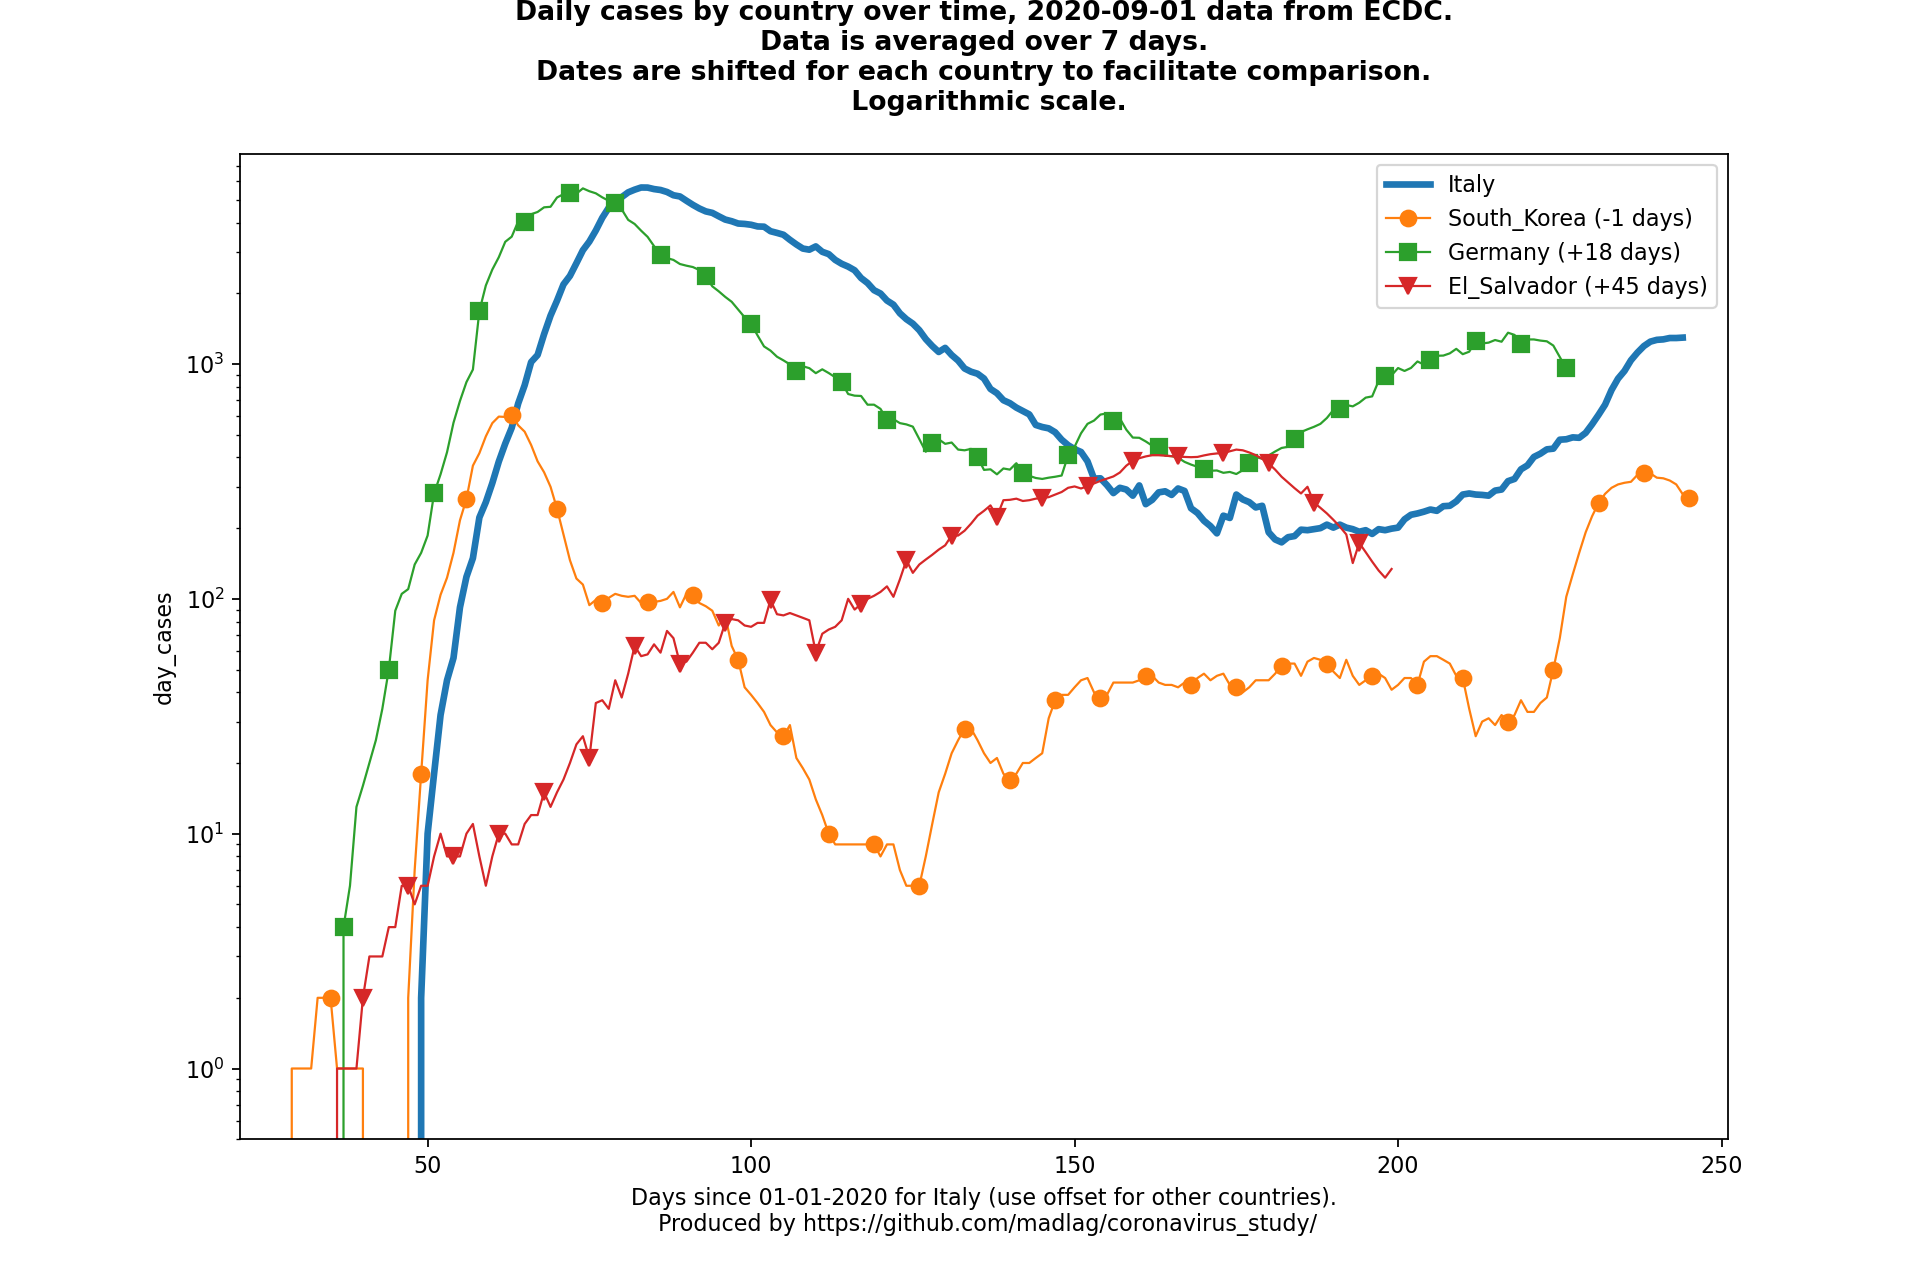 Daily cases by country over time, 2020-09-01 data from ECDC.
Data is averaged over 7 days.
Dates are shifted for each country to facilitate comparison.
Logarithmic scale.
Italy
South_Korea (-1 days)
Germany (+18 days)
El_Salvador (+45 days)
day_cases
10³
10²
10¹
10⁰
50 100 150 200 250
Days since 01-01-2020 for Italy (use offset for other countries).
Produced by https://github.com/madlag/coronavirus_study/